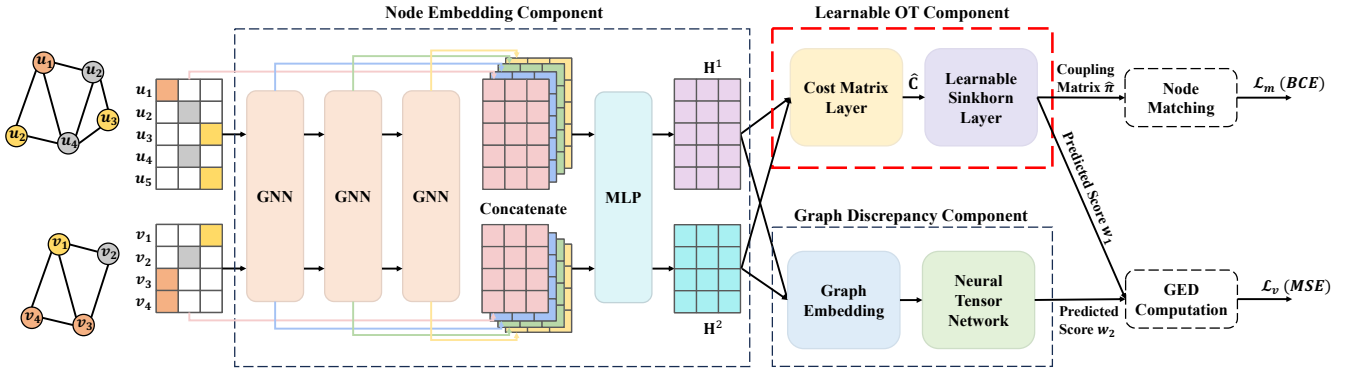 Node Embedding Component
Learnable OT Component
u₁
u₂
u₃
u₂
u₄
u₁
u₂
u₃
u₄
u₅
GNN
GNN
GNN
Concatenate
MLP
H¹
H²
Cost Matrix
Layer
Ĉ
Learnable
Sinkhorn
Layer
Coupling
Matrix π̂
Node
Matching
ℒₘ (BCE)
Predicted Score w₁
v₁
v₂
v₄
v₃
v₁
v₂
v₃
v₄
Graph Discrepancy Component
Graph
Embedding
Neural
Tensor
Network
Predicted
Score w₂
GED
Computation
ℒᵥ (MSE)